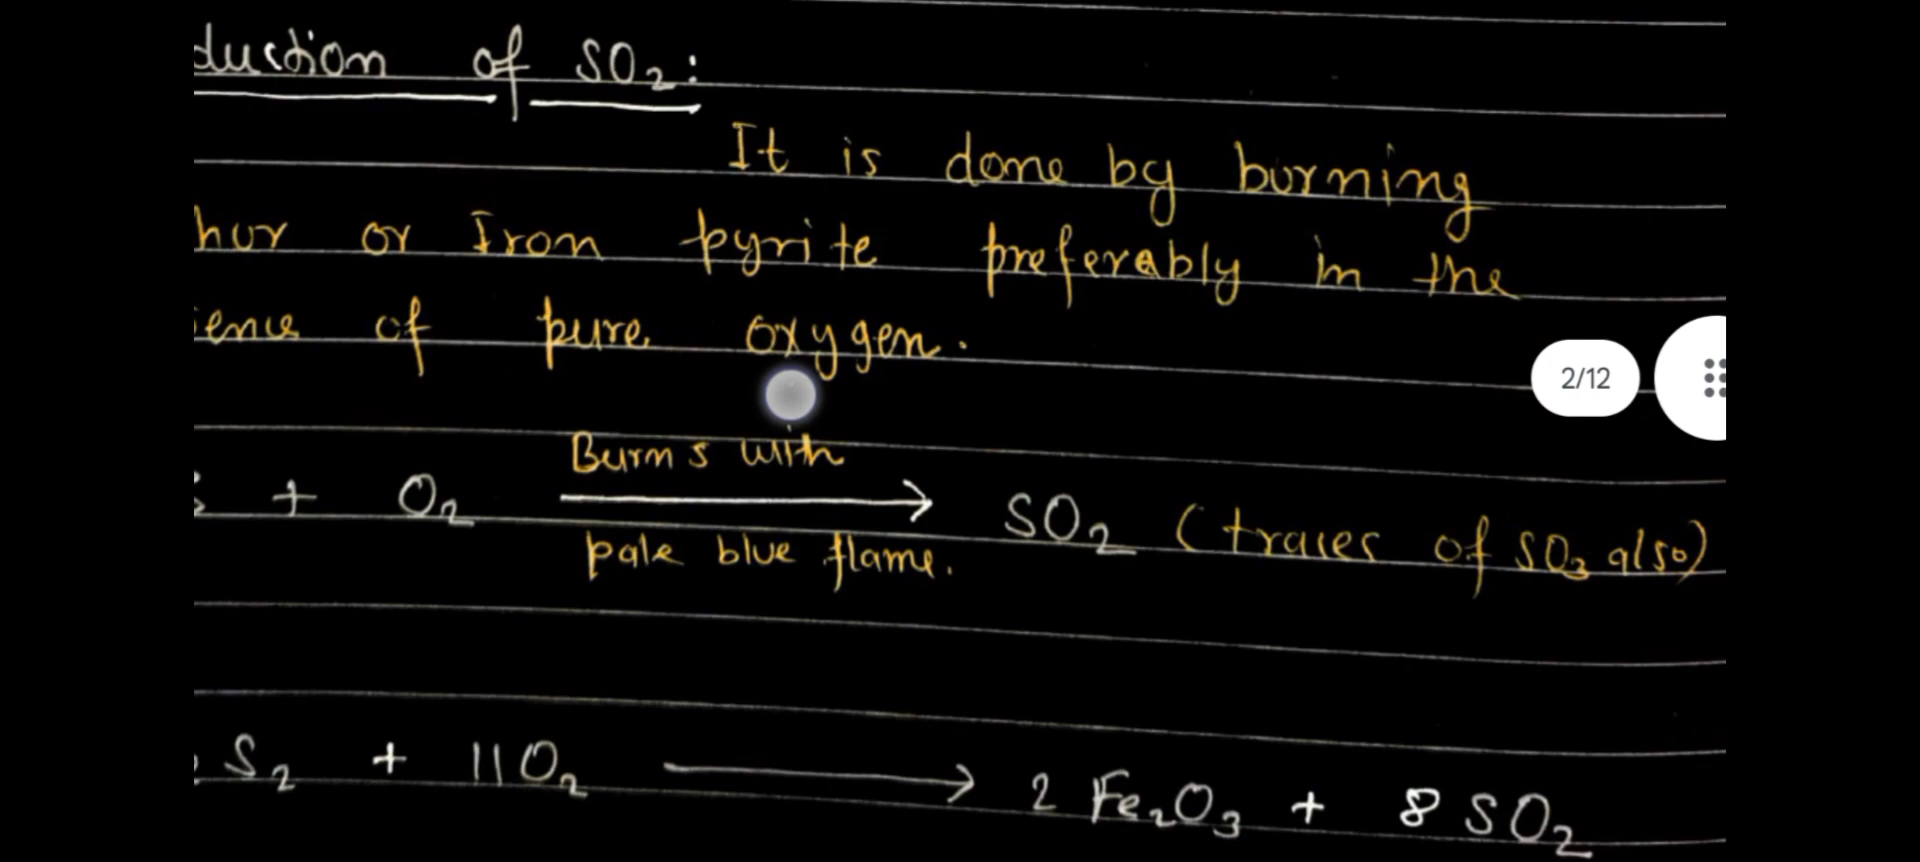 duction of SO₂:
It is done by burning
hur or Iron pyrite preferably in the
ence of pure oxygen.
2/12
Burns with
+ O₂ → SO₂ (traces of SO₃ also)
pale blue flame.
S₂ + 11O₂ → 2 Fe₂O₃ + 8 SO₂